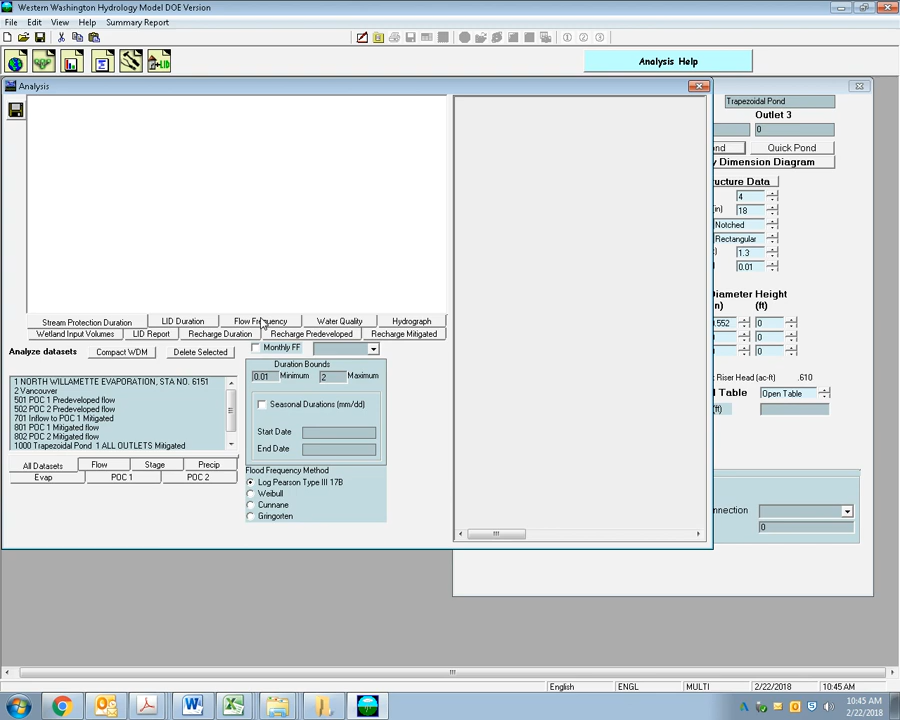 Western Washington Hydrology Model DOE Version
File Edit View Help Summary Report
1 2 3
+LID
Analysis Help
Analysis
Trapezoidal Pond
Outlet 3
0
ond Quick Pond
y Dimension Diagram
ucture Data
4
in) 18
Notched
Rectangular
1.3
0.01
Stream Protection Duration LID Duration Flow Frequency Water Quality Hydrograph
Wetland Input Volumes LID Report Recharge Duration Recharge Predeveloped Recharge Mitigated
Diameter Height
(ft)
.552 0
0
0
Analyze datasets Compact WDM Delete Selected
Monthly FF
Duration Bounds
0.01 Minimum 2 Maximum
Riser Head (ac-ft) .610
Table Open Table
(ft)
1 NORTH WILLAMETTE EVAPORATION, STA NO. 6151
2 Vancouver
501 POC 1 Predeveloped flow
502 POC 2 Predeveloped flow
701 Inflow to POC 1 Mitigated
801 POC 1 Mitigated flow
802 POC 2 Mitigated flow
1000 Trapezoidal Pond 1 ALL OUTLETS Mitigated
Seasonal Durations (mm/dd)
Start Date
End Date
All Datasets Flow Stage Precip
Evap POC 1 POC 2
Flood Frequency Method
Log Pearson Type III 17B
Weibull
Cunnane
Gringorten
nnection
0
English ENGL MULTI 2/22/2018 10:45 AM
10:45 AM
2/22/2018